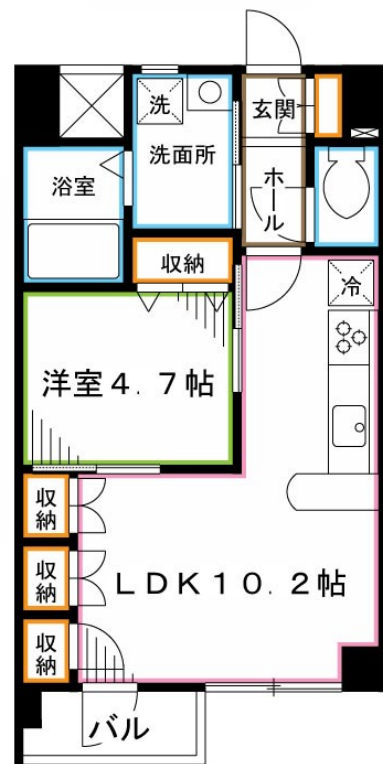 洗
洗面所
玄関
ホール
浴室
収納
冷
洋室4.7帖
収納
収納
LDK10.2帖
収納
バル